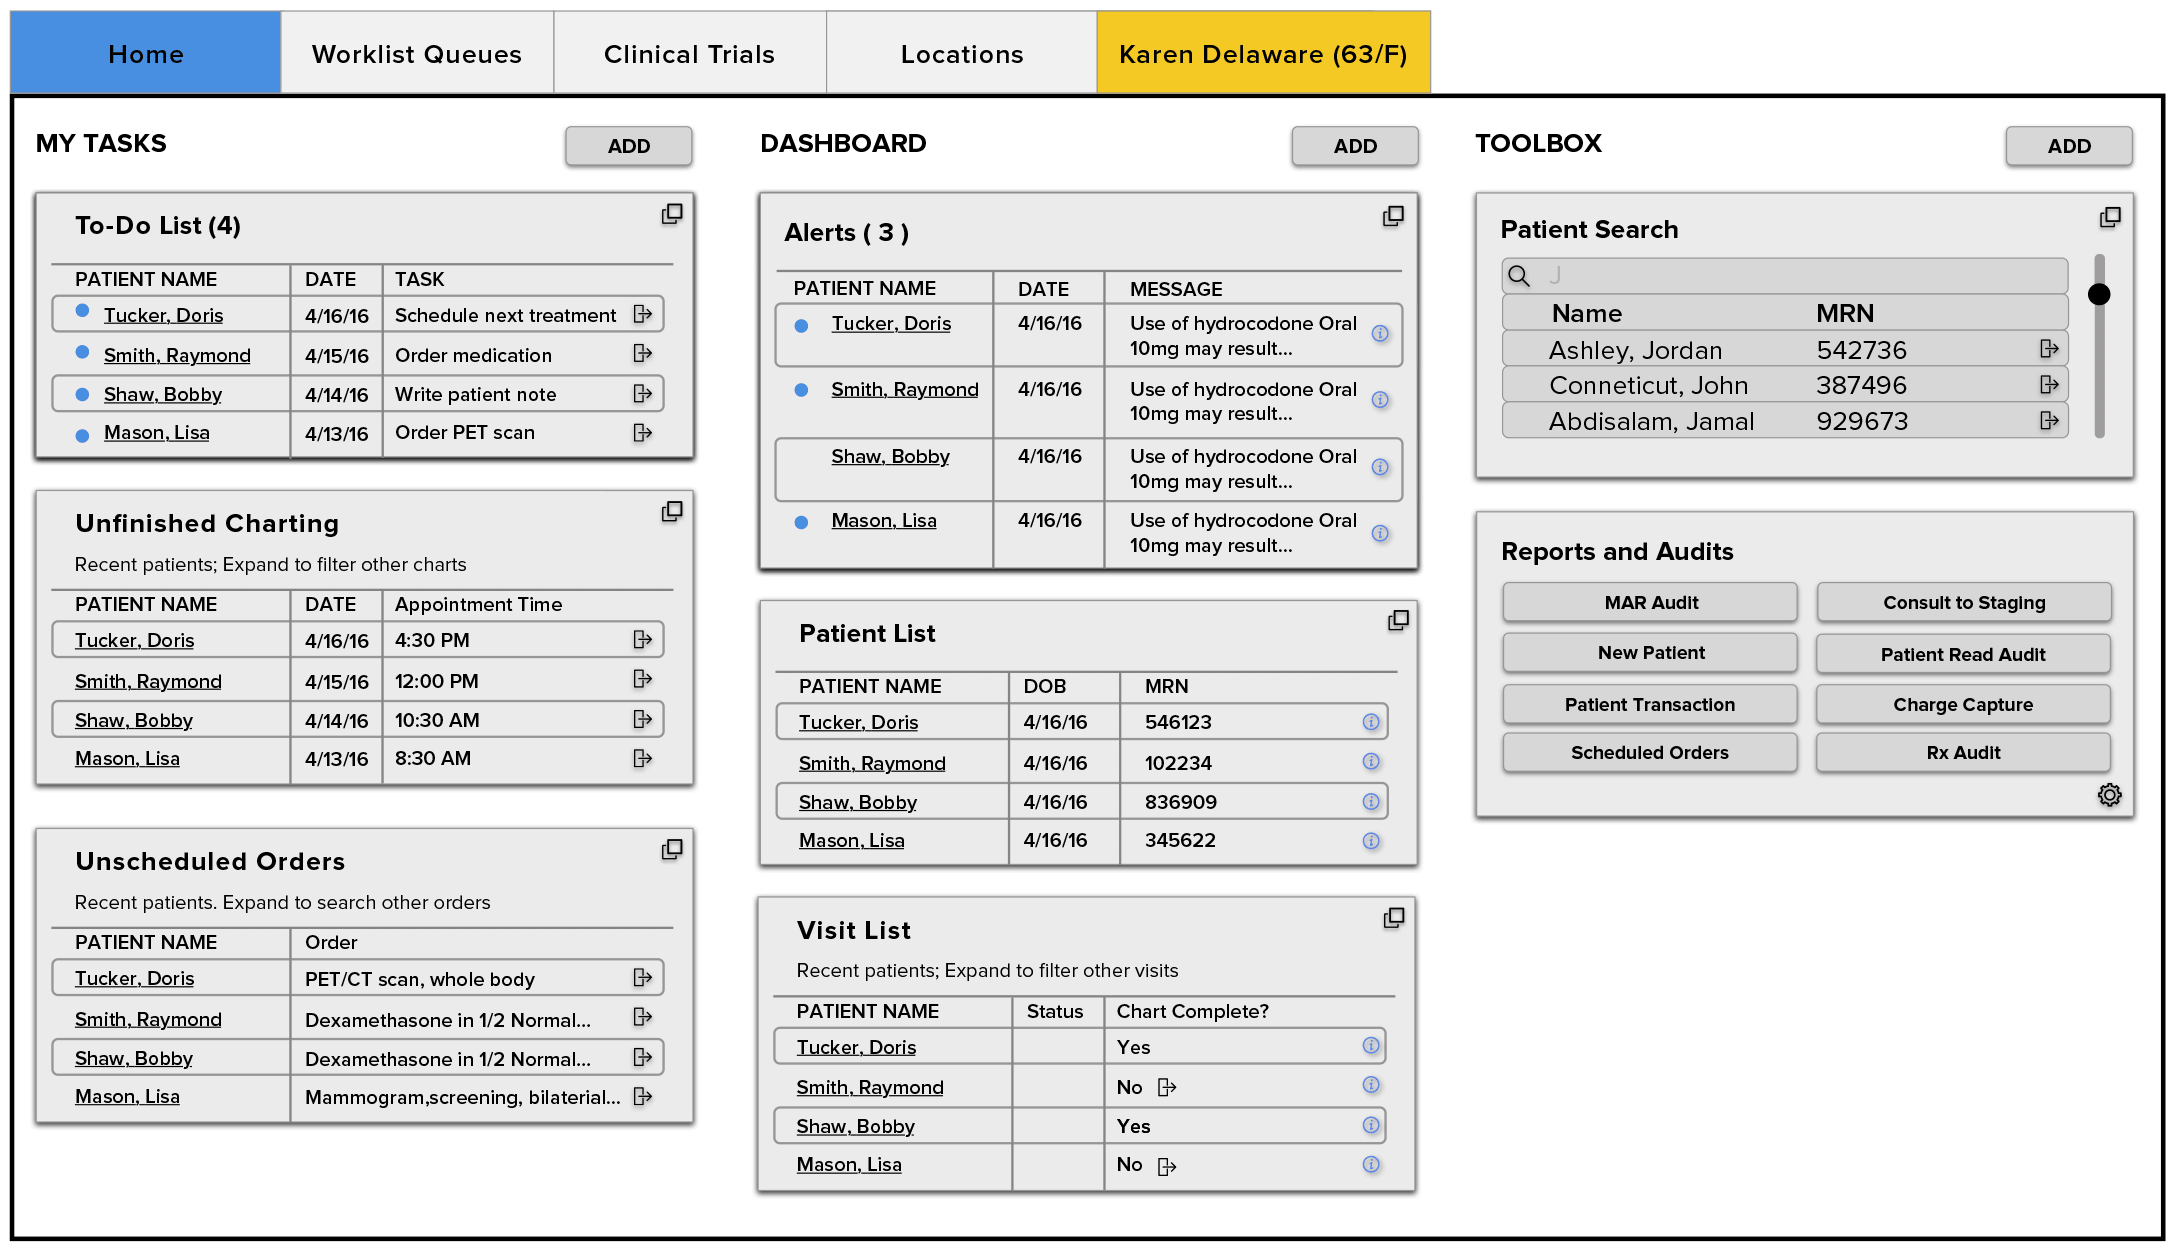 Home
Worklist Queues
Clinical Trials
Locations
Karen Delaware (63/F)
MY TASKS
ADD
To-Do List (4)
PATIENT NAME DATE TASK
Tucker, Doris 4/16/16 Schedule next treatment
Smith, Raymond 4/15/16 Order medication
Shaw, Bobby 4/14/16 Write patient note
Mason, Lisa 4/13/16 Order PET scan
Unfinished Charting
Recent patients; Expand to filter other charts
PATIENT NAME DATE Appointment Time
Tucker, Doris 4/16/16 4:30 PM
Smith, Raymond 4/15/16 12:00 PM
Shaw, Bobby 4/14/16 10:30 AM
Mason, Lisa 4/13/16 8:30 AM
Unscheduled Orders
Recent patients. Expand to search other orders
PATIENT NAME Order
Tucker, Doris PET/CT scan, whole body
Smith, Raymond Dexamethasone in 1/2 Normal...
Shaw, Bobby Dexamethasone in 1/2 Normal...
Mason, Lisa Mammogram,screening, bilaterial...
DASHBOARD
ADD
Alerts ( 3 )
PATIENT NAME DATE MESSAGE
Tucker, Doris 4/16/16 Use of hydrocodone Oral
10mg may result...
Smith, Raymond 4/16/16 Use of hydrocodone Oral
10mg may result...
Shaw, Bobby 4/16/16 Use of hydrocodone Oral
10mg may result...
Mason, Lisa 4/16/16 Use of hydrocodone Oral
10mg may result...
Patient List
PATIENT NAME DOB MRN
Tucker, Doris 4/16/16 546123
Smith, Raymond 4/16/16 102234
Shaw, Bobby 4/16/16 836909
Mason, Lisa 4/16/16 345622
Visit List
Recent patients; Expand to filter other visits
PATIENT NAME Status Chart Complete?
Tucker, Doris Yes
Smith, Raymond No
Shaw, Bobby Yes
Mason, Lisa No
TOOLBOX
ADD
Patient Search
J
Name MRN
Ashley, Jordan 542736
Conneticut, John 387496
Abdisalam, Jamal 929673
Reports and Audits
MAR Audit Consult to Staging
New Patient Patient Read Audit
Patient Transaction Charge Capture
Scheduled Orders Rx Audit